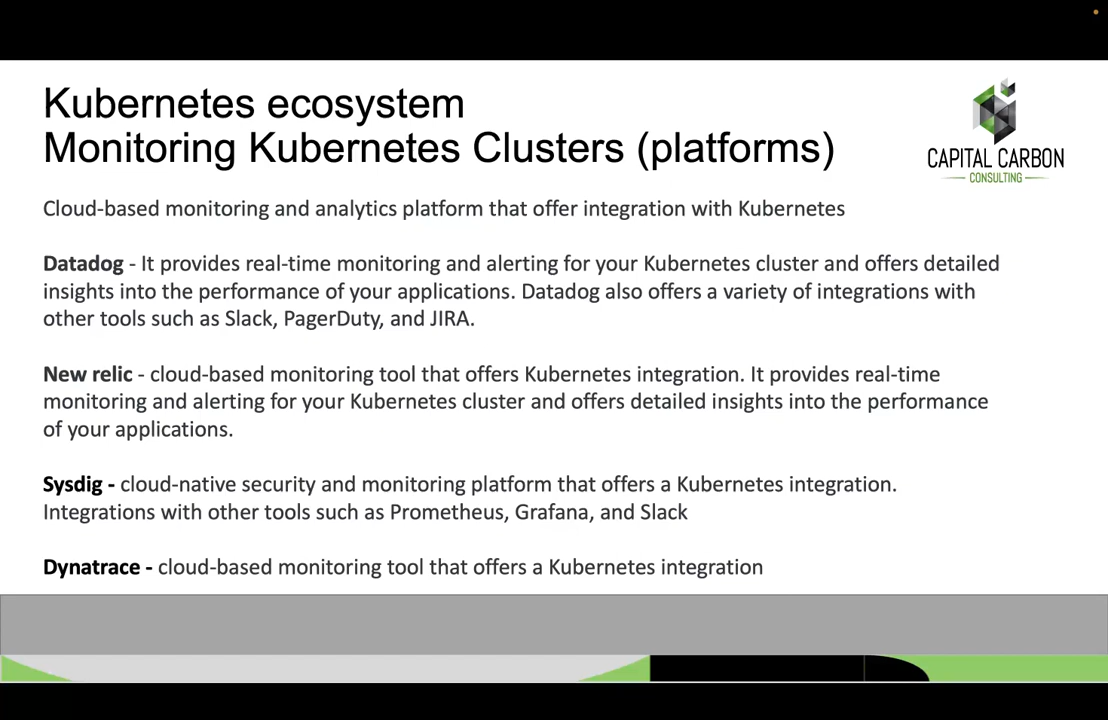 Kubernetes ecosystem
Monitoring Kubernetes Clusters (platforms)
CAPITAL CARBON
CONSULTING
Cloud-based monitoring and analytics platform that offer integration with Kubernetes
Datadog - It provides real-time monitoring and alerting for your Kubernetes cluster and offers detailed
insights into the performance of your applications. Datadog also offers a variety of integrations with
other tools such as Slack, PagerDuty, and JIRA.
New relic - cloud-based monitoring tool that offers Kubernetes integration. It provides real-time
monitoring and alerting for your Kubernetes cluster and offers detailed insights into the performance
of your applications.
Sysdig - cloud-native security and monitoring platform that offers a Kubernetes integration.
Integrations with other tools such as Prometheus, Grafana, and Slack
Dynatrace - cloud-based monitoring tool that offers a Kubernetes integration